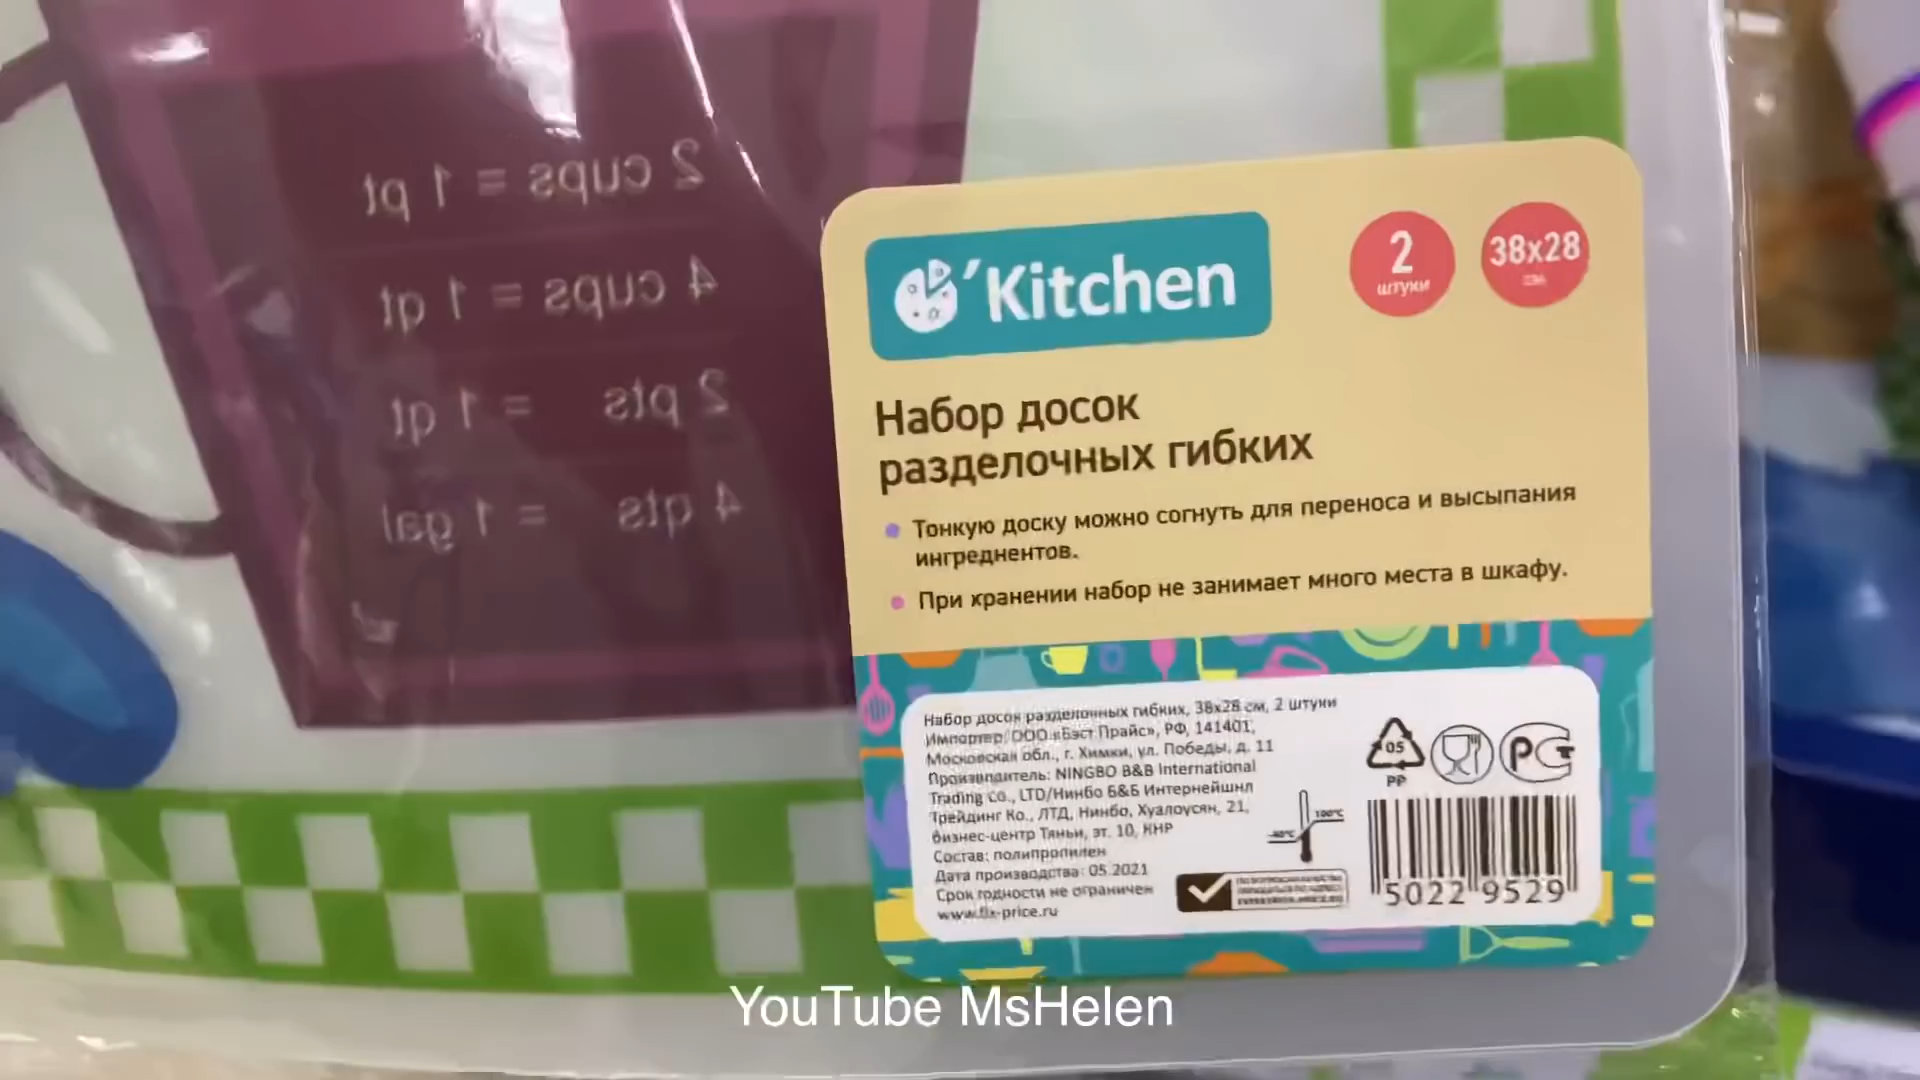 2 cups = 1 pt
4 cups = 1 qt
2 pts = 1 qt
4 qts = 1 gal
'Kitchen
2
штуки
38x28
см
Набор досок
разделочных гибких
Тонкую доску можно согнуть для переноса и высыпания
ингредиентов.
При хранении набор не занимает много места в шкафу.
Набор досок разделочных гибких, 38x28 см, 2 штуки
Импортер: ООО «Бэст Прайс», РФ, 141401,
Московская обл., г. Химки, ул. Победы, д. 11
Производитель: NINGBO B&B International
Trading Co., LTD/Нинбо Б&Б Интернейшнл
Трейдинг Ко., ЛТД, Нинбо, Хуалоусян, 21,
бизнес-центр Тяньи, эт. 10, КНР
Состав: полипропилен
Дата производства: 05.2021
Срок годности не ограничен
www.fix-price.ru
05
PP
РСТ
-40°C
100°C
5022 9529
YouTube MsHelen